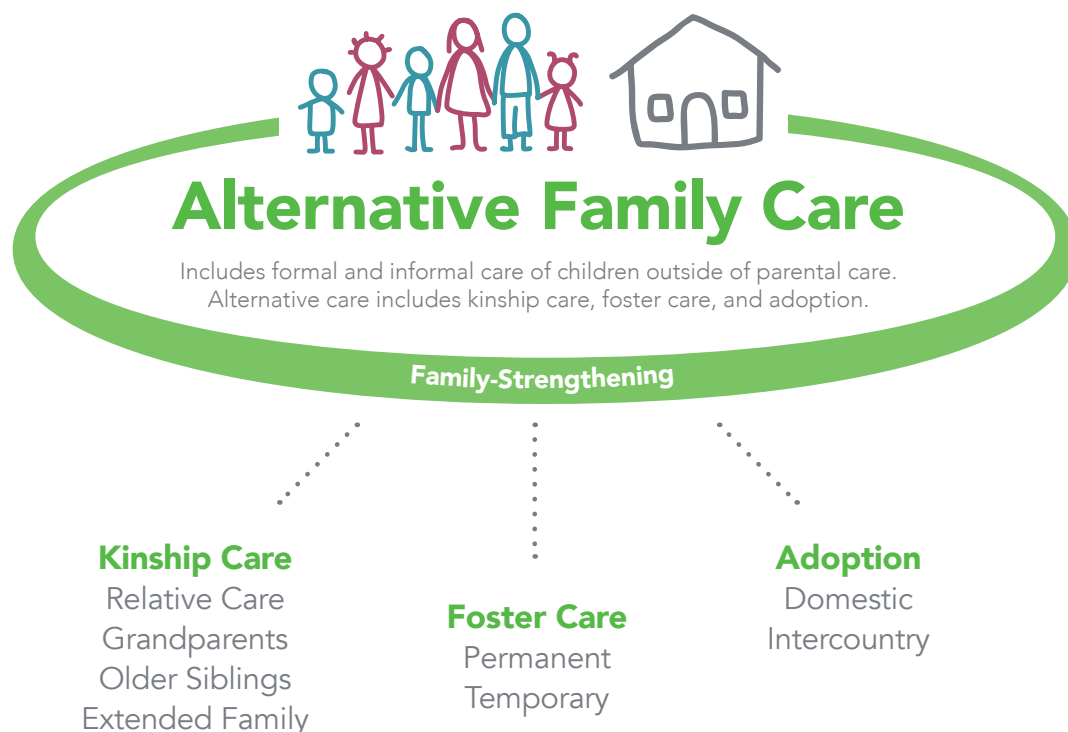 Alternative Family Care
Includes formal and informal care of children outside of parental care.
Alternative care includes kinship care, foster care, and adoption.
Family-Strengthening
Kinship Care
Relative Care
Grandparents
Older Siblings
Extended Family
Foster Care
Permanent
Temporary
Adoption
Domestic
Intercountry